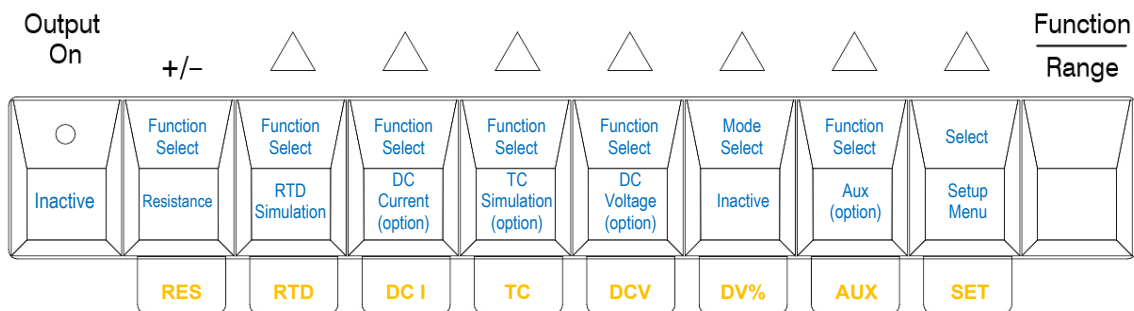 Output
On
+/−
Function
Range
Function
Select
Function
Select
Function
Select
Function
Select
Function
Select
Mode
Select
Function
Select
Select
Inactive
Resistance
RTD
Simulation
DC
Current
(option)
TC
Simulation
(option)
DC
Voltage
(option)
Inactive
Aux
(option)
Setup
Menu
RES
RTD
DC I
TC
DCV
DV%
AUX
SET